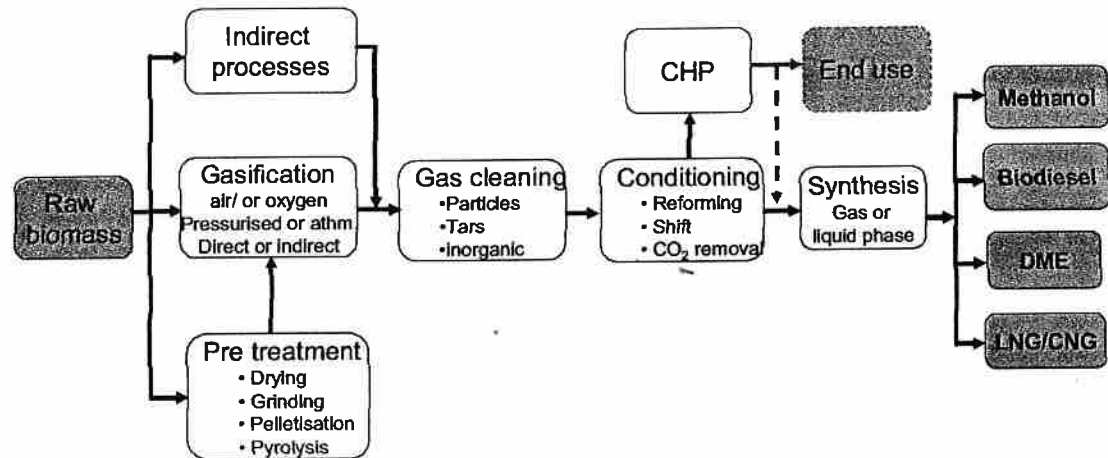 Indirect
processes
Raw
biomass
Gasification
air/ or oxygen
Pressurised or athm
Direct or indirect
Pre treatment
• Drying
• Grinding
• Pelletisation
• Pyrolysis
Gas cleaning
•Particles
•Tars
•inorganic
CHP
End use
Conditioning
• Reforming
• Shift
• CO₂ removal
Synthesis
Gas or
liquid phase
Methanol
Biodiesel
DME
LNG/CNG